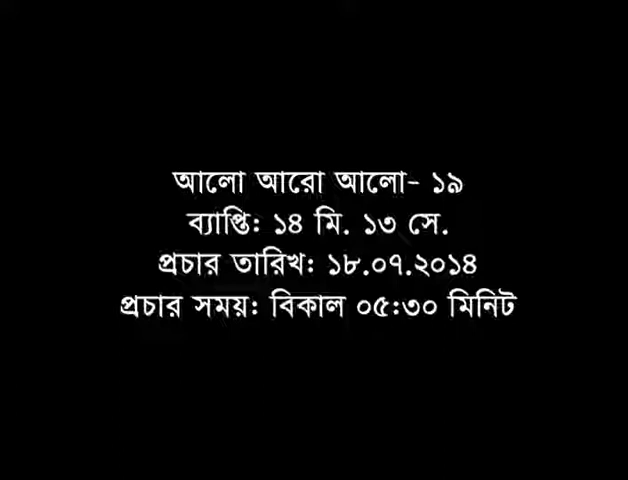 আলো আরো আলো- ১৯
ব্যাপ্তি: ১৪ মি. ১৩ সে.
প্রচার তারিখ: ১৮.০৭.২০১৪
প্রচার সময়: বিকাল ০৫:৩০ মিনিট